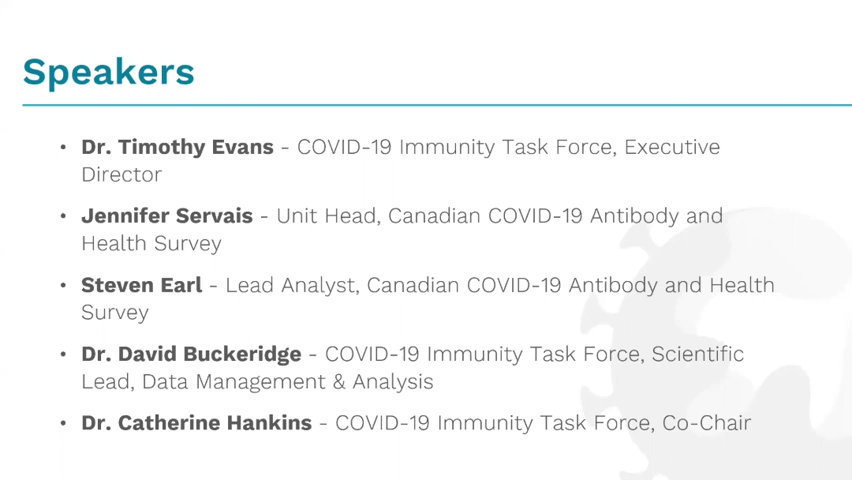 Speakers
• Dr. Timothy Evans - COVID-19 Immunity Task Force, Executive
Director
• Jennifer Servais - Unit Head, Canadian COVID-19 Antibody and
Health Survey
• Steven Earl - Lead Analyst, Canadian COVID-19 Antibody and Health
Survey
• Dr. David Buckeridge - COVID-19 Immunity Task Force, Scientific
Lead, Data Management & Analysis
• Dr. Catherine Hankins - COVID-19 Immunity Task Force, Co-Chair